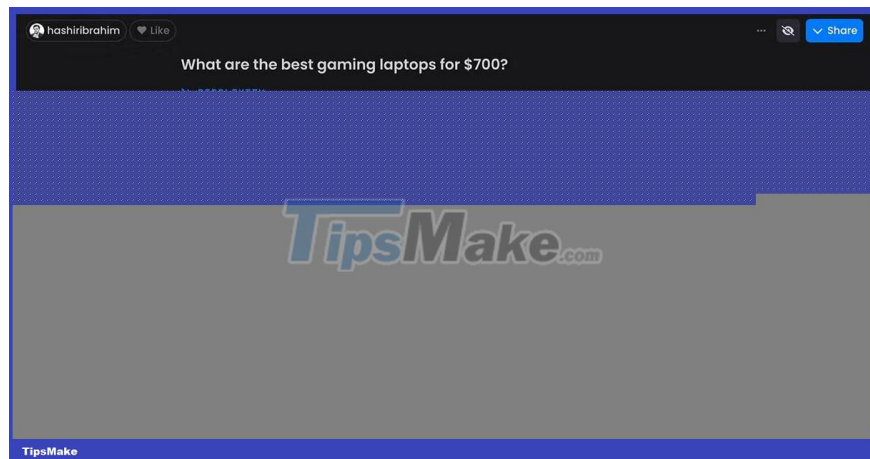 hashiribrahim
Like
Share
What are the best gaming laptops for $700?
TipsMake.com
TipsMake